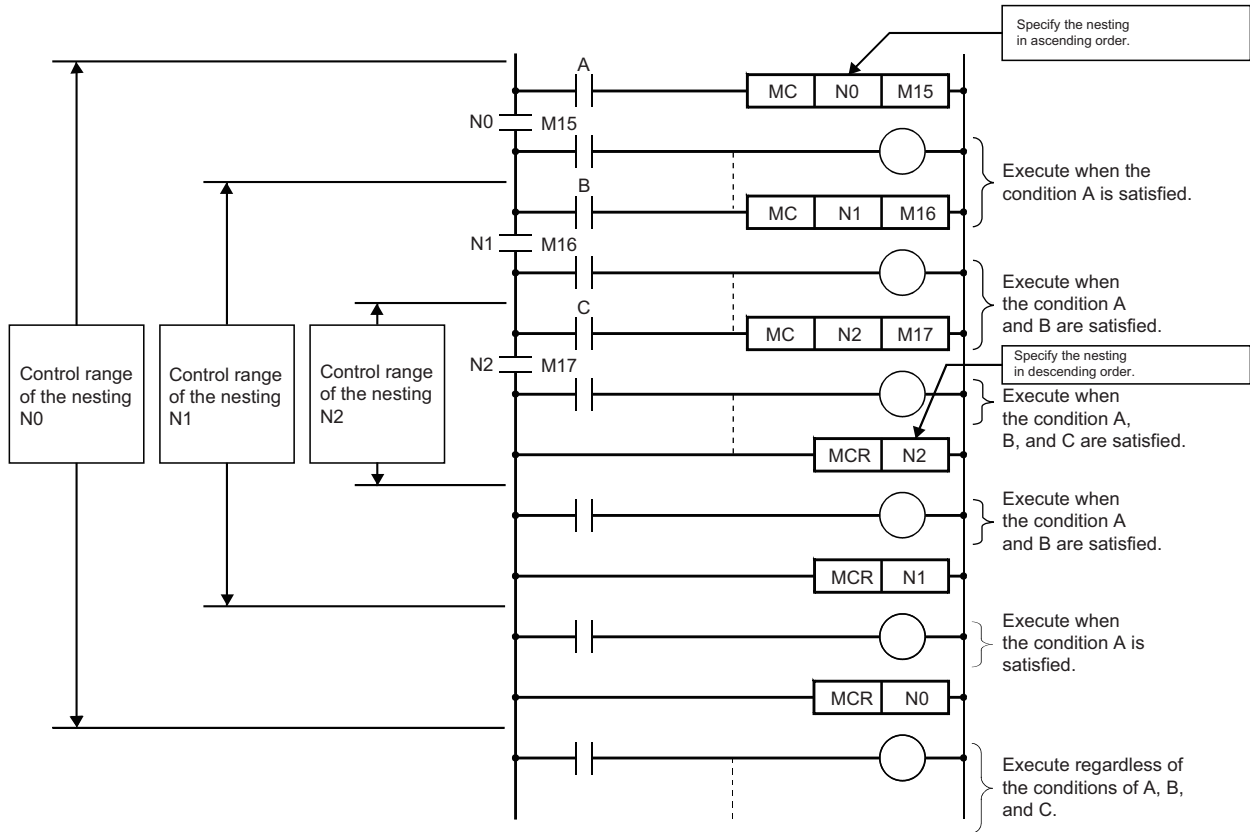 Specify the nesting
in ascending order.
A
MC N0 M15
N0 M15
Execute when the
condition A is satisfied.
B
MC N1 M16
N1 M16
Execute when
the condition A
and B are satisfied.
C
MC N2 M17
N2 M17
Specify the nesting
in descending order.
Control range
of the nesting
N0
Control range
of the nesting
N1
Control range
of the nesting
N2
Execute when
the condition A,
B, and C are satisfied.
MCR N2
Execute when
the condition A
and B are satisfied.
MCR N1
Execute when
the condition A is
satisfied.
MCR N0
Execute regardless of
the conditions of A, B,
and C.